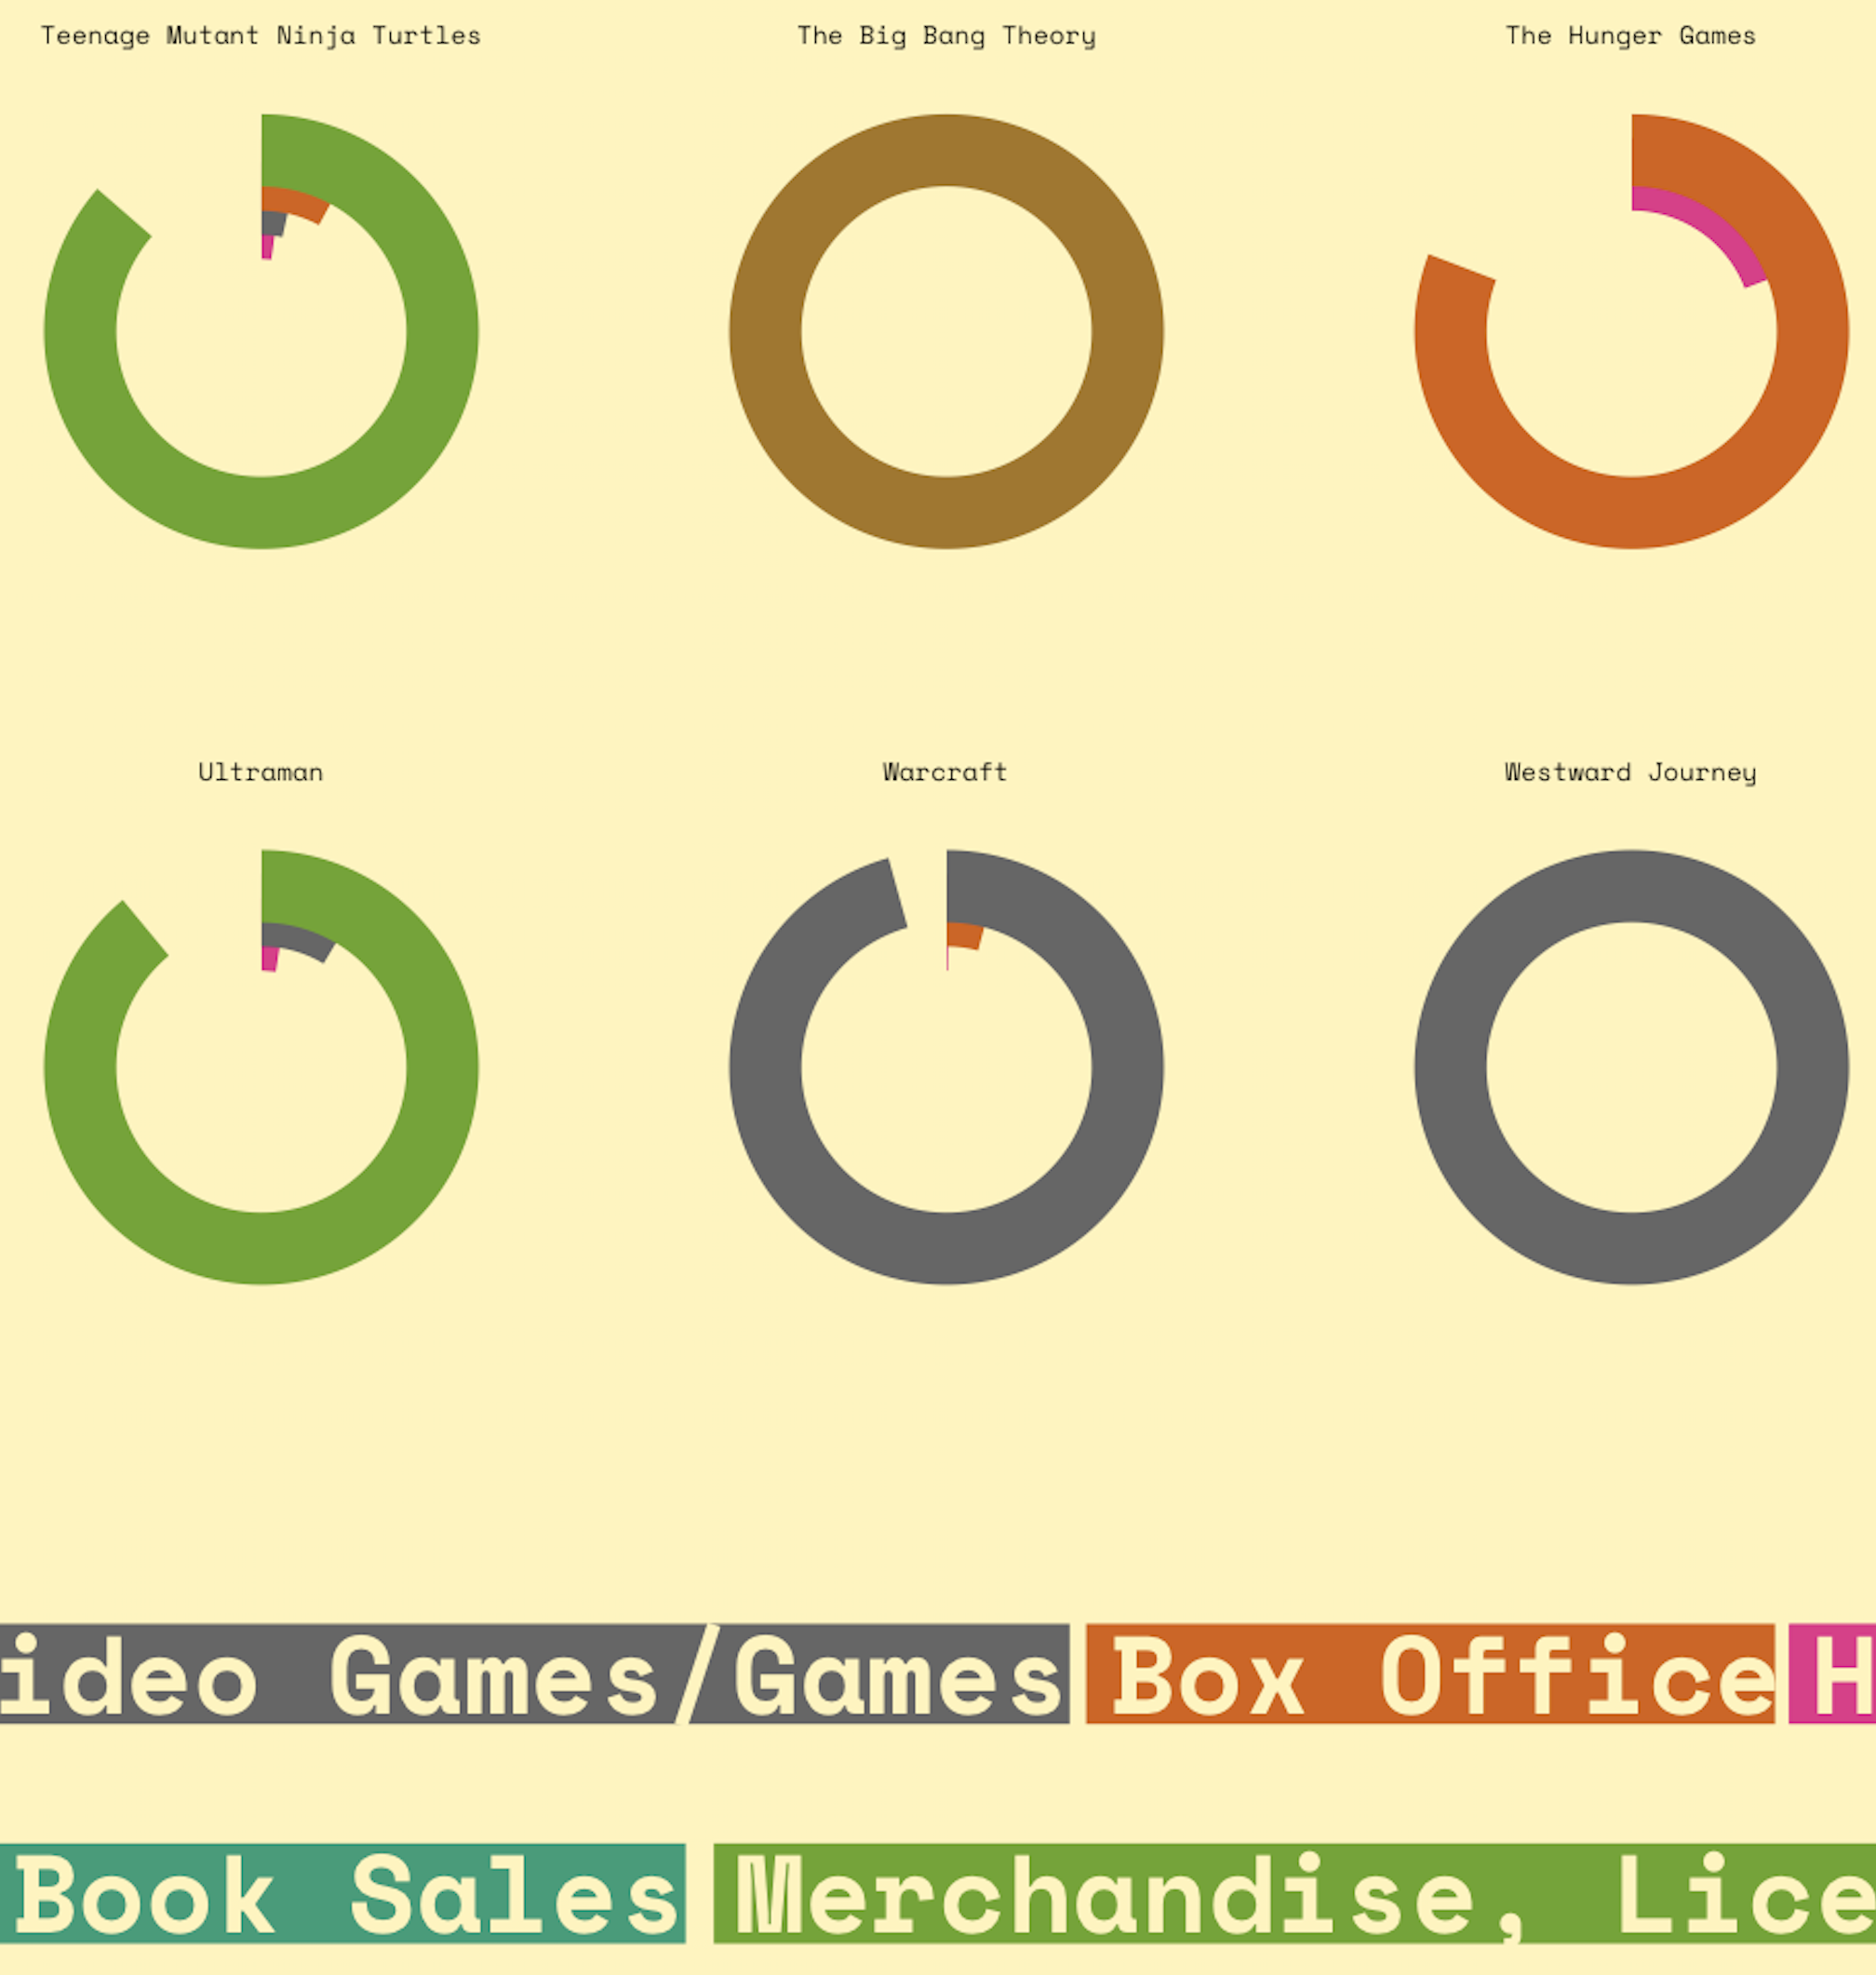 Teenage Mutant Ninja Turtles
The Big Bang Theory
The Hunger Games
Ultraman
Warcraft
Westward Journey
ideo Games/Games Box Office H
Book Sales Merchandise, Lice